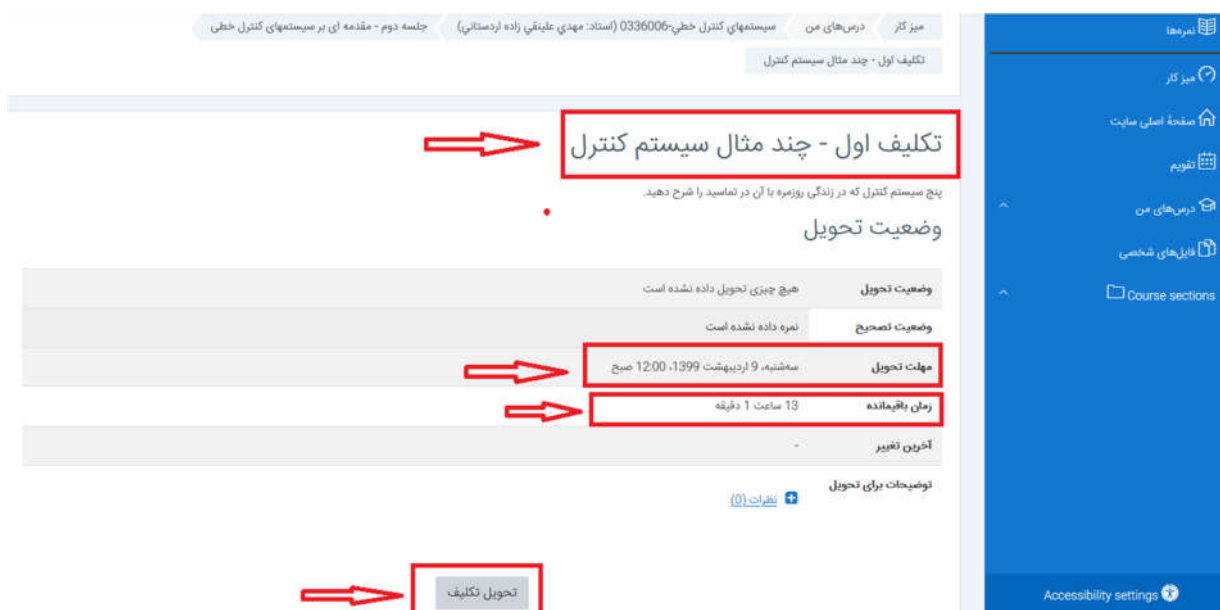 میز کار
درس‌های من
سیستمهای کنترل خطی-0336006 (استاد: مهدي علينقي زاده اردستاني)
جلسه دوم - مقدمه ای بر سیستمهای کنترل خطی
تکلیف اول - چند مثال سیستم کنترل
نمره‌ها
میز کار
صفحهٔ اصلی سایت
تقویم
درس‌های من
فایل‌های شخصی
Course sections
Accessibility settings
تکلیف اول - چند مثال سیستم کنترل
پنج سیستم کنترل که در زندگی روزمره با آن در تماسید را شرح دهید.
وضعیت تحویل
وضعیت تحویل هیچ چیزی تحویل داده نشده است
وضعیت تصحیح نمره داده نشده است
مهلت تحویل سه‌شنبه، 9 اردیبهشت 1399، 12:00 صبح
زمان باقیمانده 13 ساعت 1 دقیقه
آخرین تغییر -
توضیحات برای تحویل
نظرات (0)
تحویل تکلیف